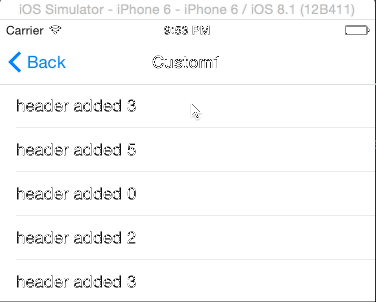 iOS Simulator - iPhone 6 - iPhone 6 / iOS 8.1 (12B411)
Carrier 9:53 PM
Back Custom1
header added 3
header added 5
header added 0
header added 2
header added 3